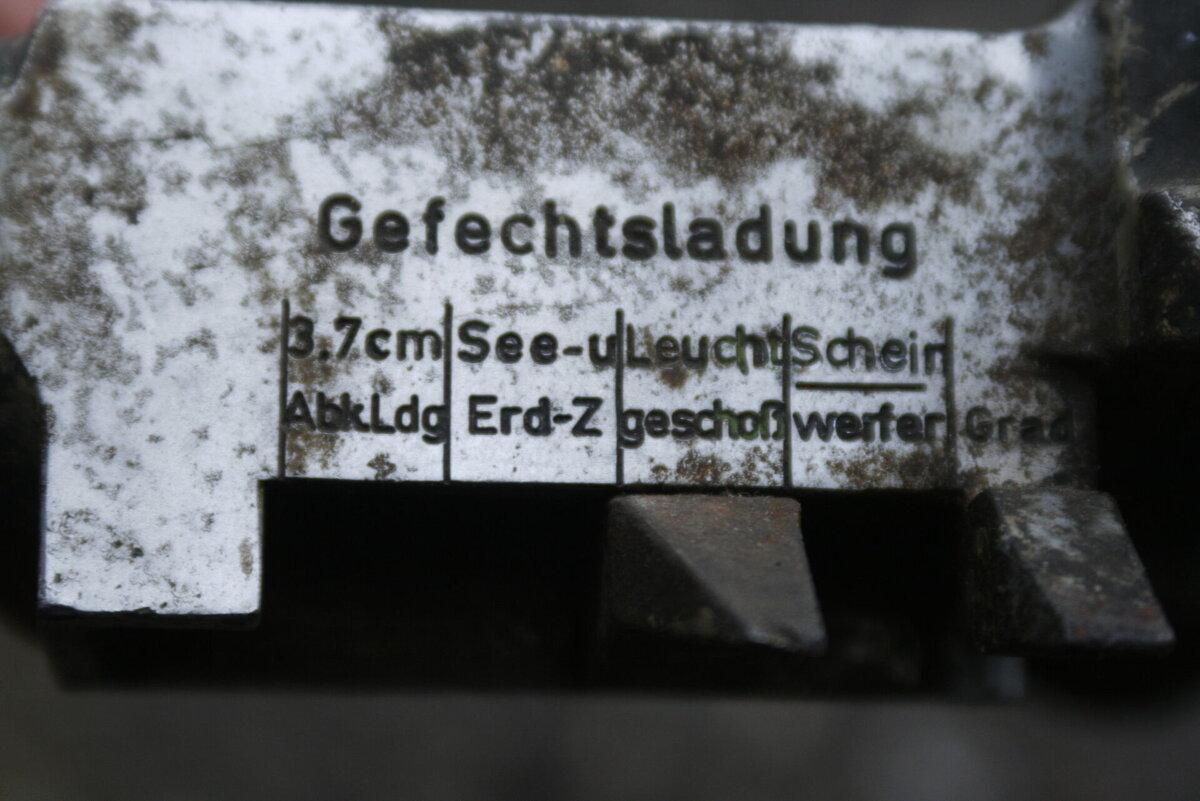 Gefechtsladung
3.7cm See-u Leucht Schein
AbkLdg Erd-Z geschoß werfer Grad